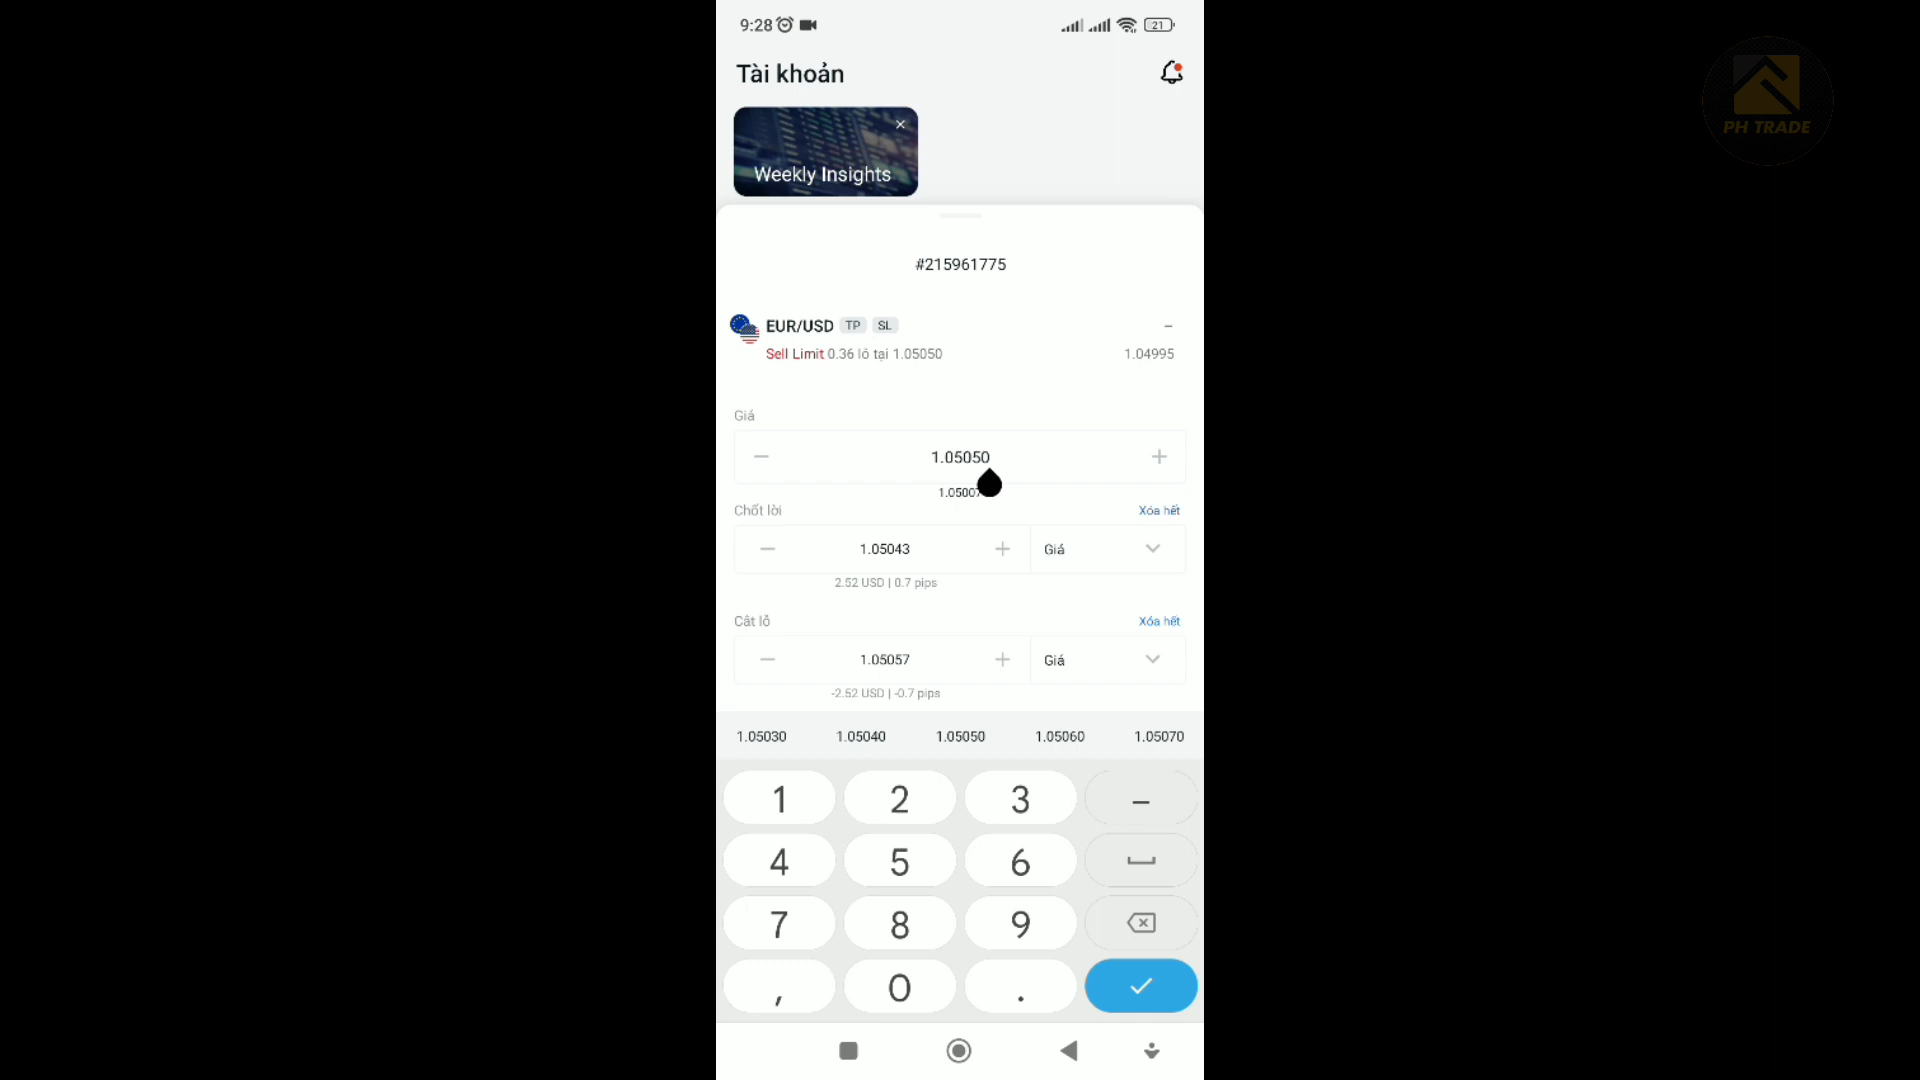 9:28
21
PH TRADE
Tài khoản
Weekly Insights
#215961775
EUR/USD TP SL
–
Sell Limit 0.36 lô tại 1.05050
1.04995
Giá
1.05050
Chốt lời
Xóa hết
1.05043
Giá
2.52 USD | 0.7 pips
Cắt lỗ
Xóa hết
1.05057
Giá
-2.52 USD | -0.7 pips
1.05030 1.05040 1.05050 1.05060 1.05070
1 2 3 –
4 5 6
7 8 9
, 0 .